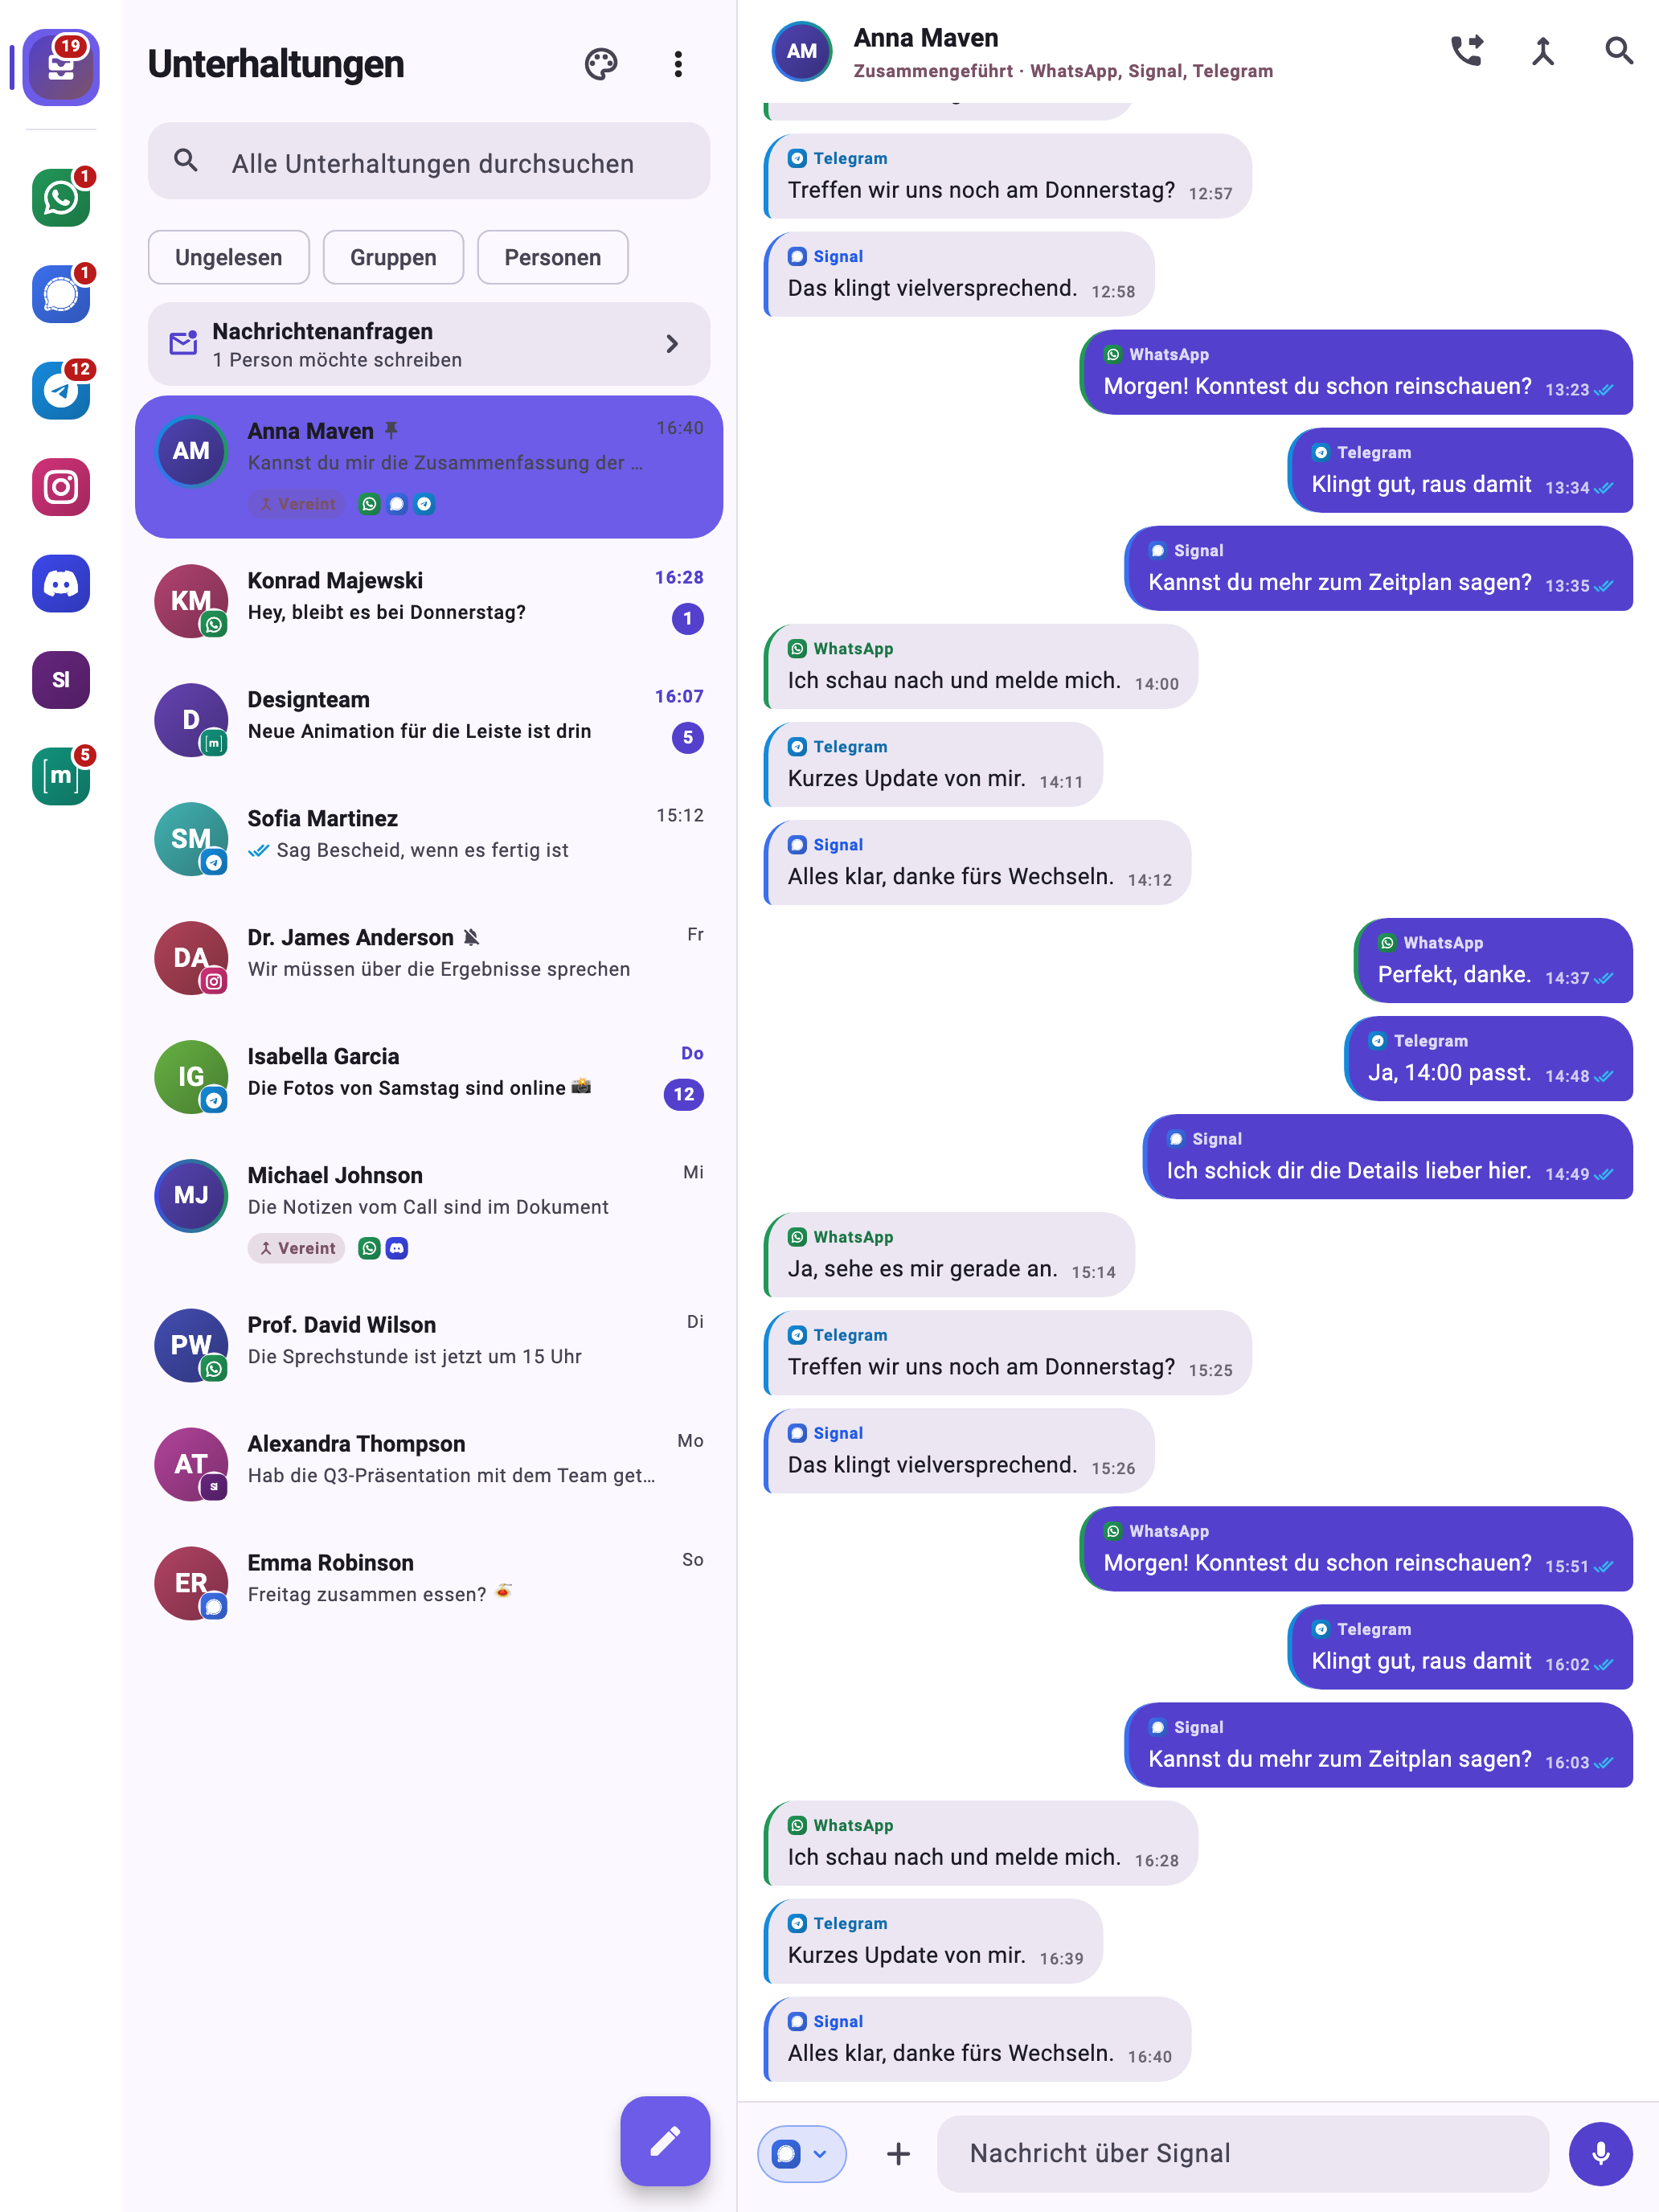 19
1
1
12
Sl
[m]
5
Unterhaltungen
Alle Unterhaltungen durchsuchen
Ungelesen
Gruppen
Personen
Nachrichtenanfragen
1 Person möchte schreiben
AM
Anna Maven
16:40
Kannst du mir die Zusammenfassung der …
Vereint
KM
Konrad Majewski
16:28
Hey, bleibt es bei Donnerstag?
1
D
[m]
Designteam
16:07
Neue Animation für die Leiste ist drin
5
SM
Sofia Martinez
15:12
Sag Bescheid, wenn es fertig ist
DA
Dr. James Anderson
Fr
Wir müssen über die Ergebnisse sprechen
IG
Isabella Garcia
Do
Die Fotos von Samstag sind online 📸
12
MJ
Michael Johnson
Mi
Die Notizen vom Call sind im Dokument
Vereint
PW
Prof. David Wilson
Di
Die Sprechstunde ist jetzt um 15 Uhr
AT
Sl
Alexandra Thompson
Mo
Hab die Q3-Präsentation mit dem Team get…
ER
Emma Robinson
So
Freitag zusammen essen? 🍝
AM
Anna Maven
Zusammengeführt · WhatsApp, Signal, Telegram
Telegram
Treffen wir uns noch am Donnerstag? 12:57
Signal
Das klingt vielversprechend. 12:58
WhatsApp
Morgen! Konntest du schon reinschauen? 13:23
Telegram
Klingt gut, raus damit 13:34
Signal
Kannst du mehr zum Zeitplan sagen? 13:35
WhatsApp
Ich schau nach und melde mich. 14:00
Telegram
Kurzes Update von mir. 14:11
Signal
Alles klar, danke fürs Wechseln. 14:12
WhatsApp
Perfekt, danke. 14:37
Telegram
Ja, 14:00 passt. 14:48
Signal
Ich schick dir die Details lieber hier. 14:49
WhatsApp
Ja, sehe es mir gerade an. 15:14
Telegram
Treffen wir uns noch am Donnerstag? 15:25
Signal
Das klingt vielversprechend. 15:26
WhatsApp
Morgen! Konntest du schon reinschauen? 15:51
Telegram
Klingt gut, raus damit 16:02
Signal
Kannst du mehr zum Zeitplan sagen? 16:03
WhatsApp
Ich schau nach und melde mich. 16:28
Telegram
Kurzes Update von mir. 16:39
Signal
Alles klar, danke fürs Wechseln. 16:40
Nachricht über Signal